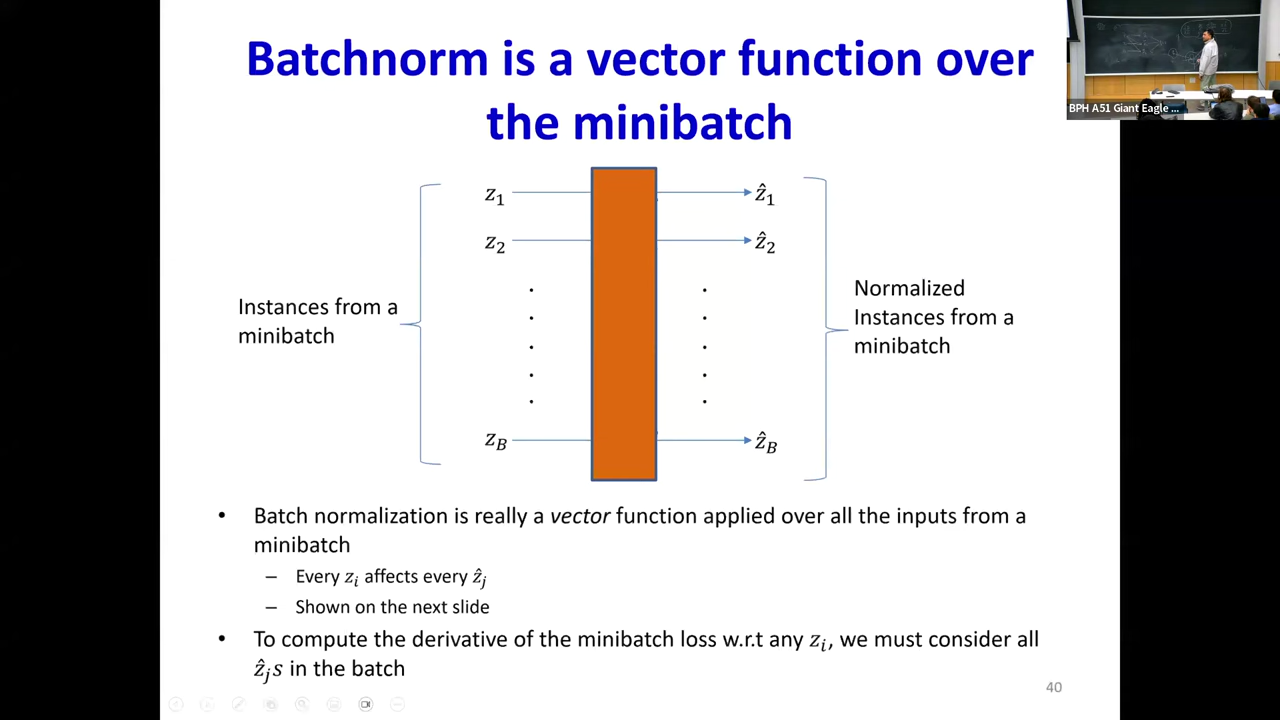 Batchnorm is a vector function over
the minibatch
BPH A51 Giant Eagle ...
z₁
ẑ₁
z₂
ẑ₂
Instances from a
minibatch
Normalized
Instances from a
minibatch
z_B
ẑ_B
• Batch normalization is really a vector function applied over all the inputs from a
minibatch
– Every zᵢ affects every ẑⱼ
– Shown on the next slide
• To compute the derivative of the minibatch loss w.r.t any zᵢ, we must consider all
ẑⱼs in the batch
40